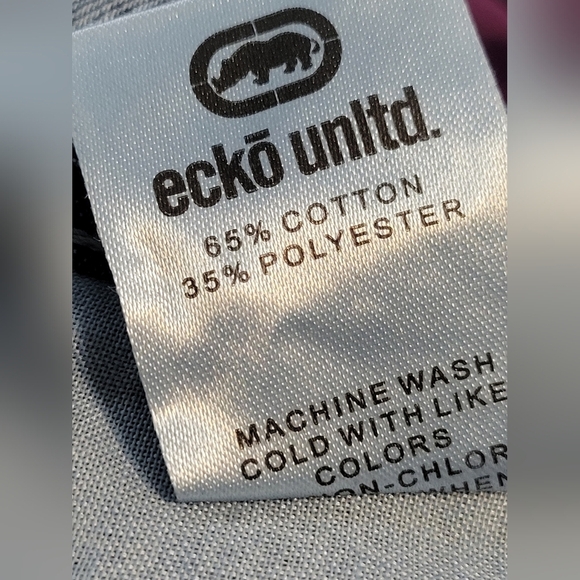 eckō unltd.
65% COTTON
35% POLYESTER
MACHINE WASH
COLD WITH LIKE
COLORS